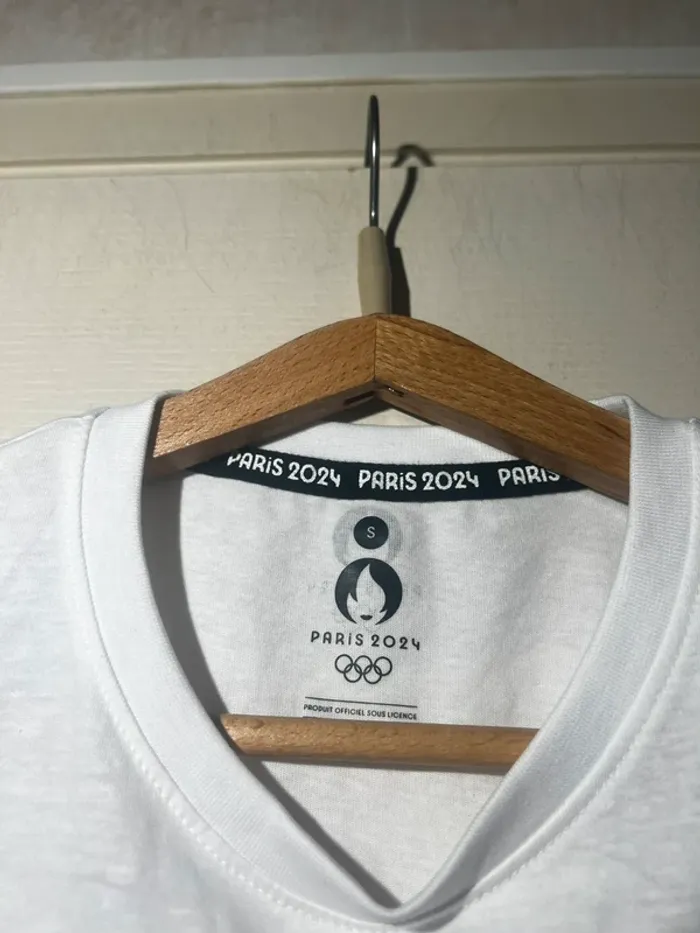 PARiS 2024 PARiS 2024 PARiS
S
PARiS 2024
PRODUIT OFFICIEL SOUS LICENCE